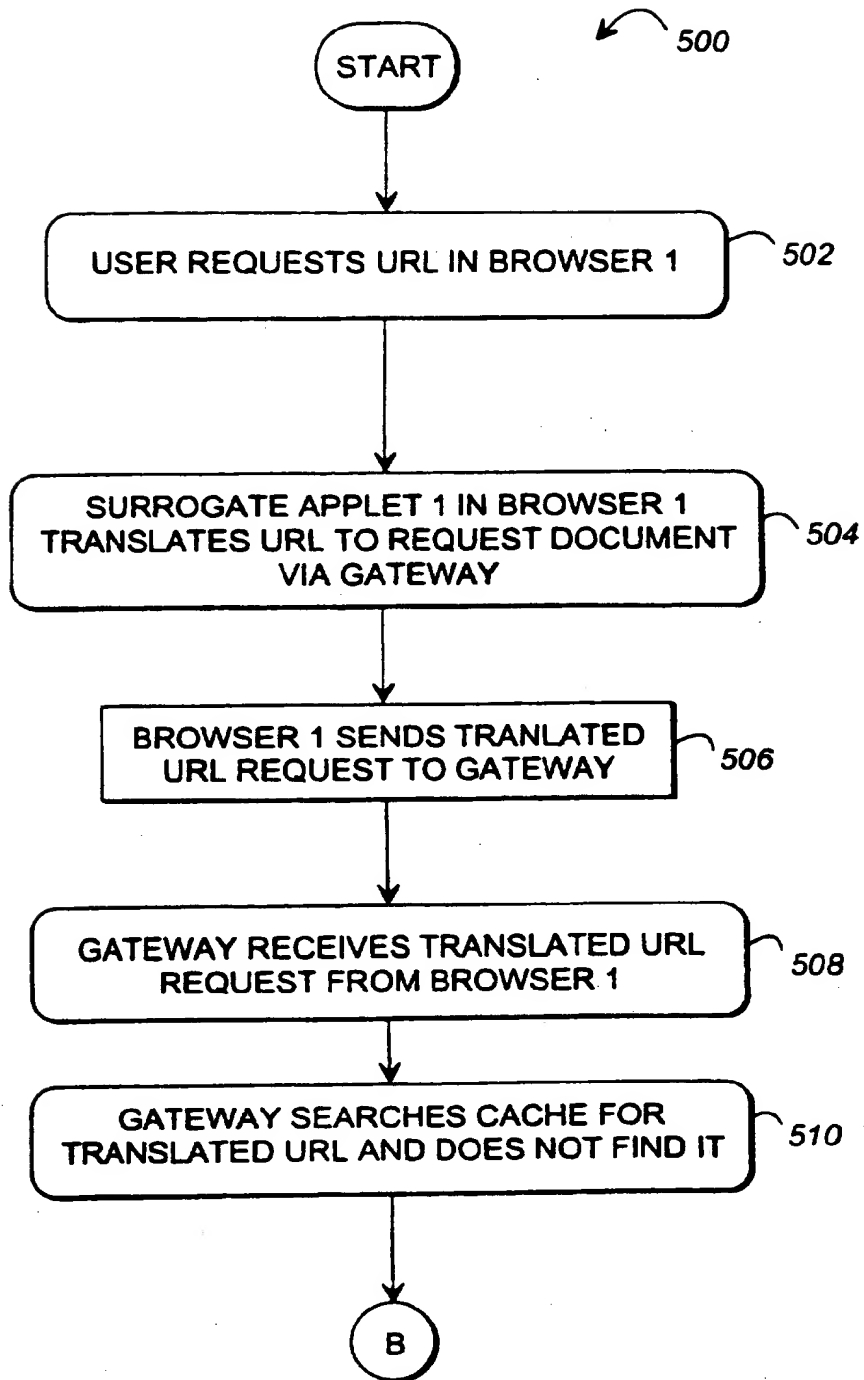 500
START
USER REQUESTS URL IN BROWSER 1
502
SURROGATE APPLET 1 IN BROWSER 1
TRANSLATES URL TO REQUEST DOCUMENT
VIA GATEWAY
504
BROWSER 1 SENDS TRANLATED
URL REQUEST TO GATEWAY
506
GATEWAY RECEIVES TRANSLATED URL
REQUEST FROM BROWSER 1
508
GATEWAY SEARCHES CACHE FOR
TRANSLATED URL AND DOES NOT FIND IT
510
B